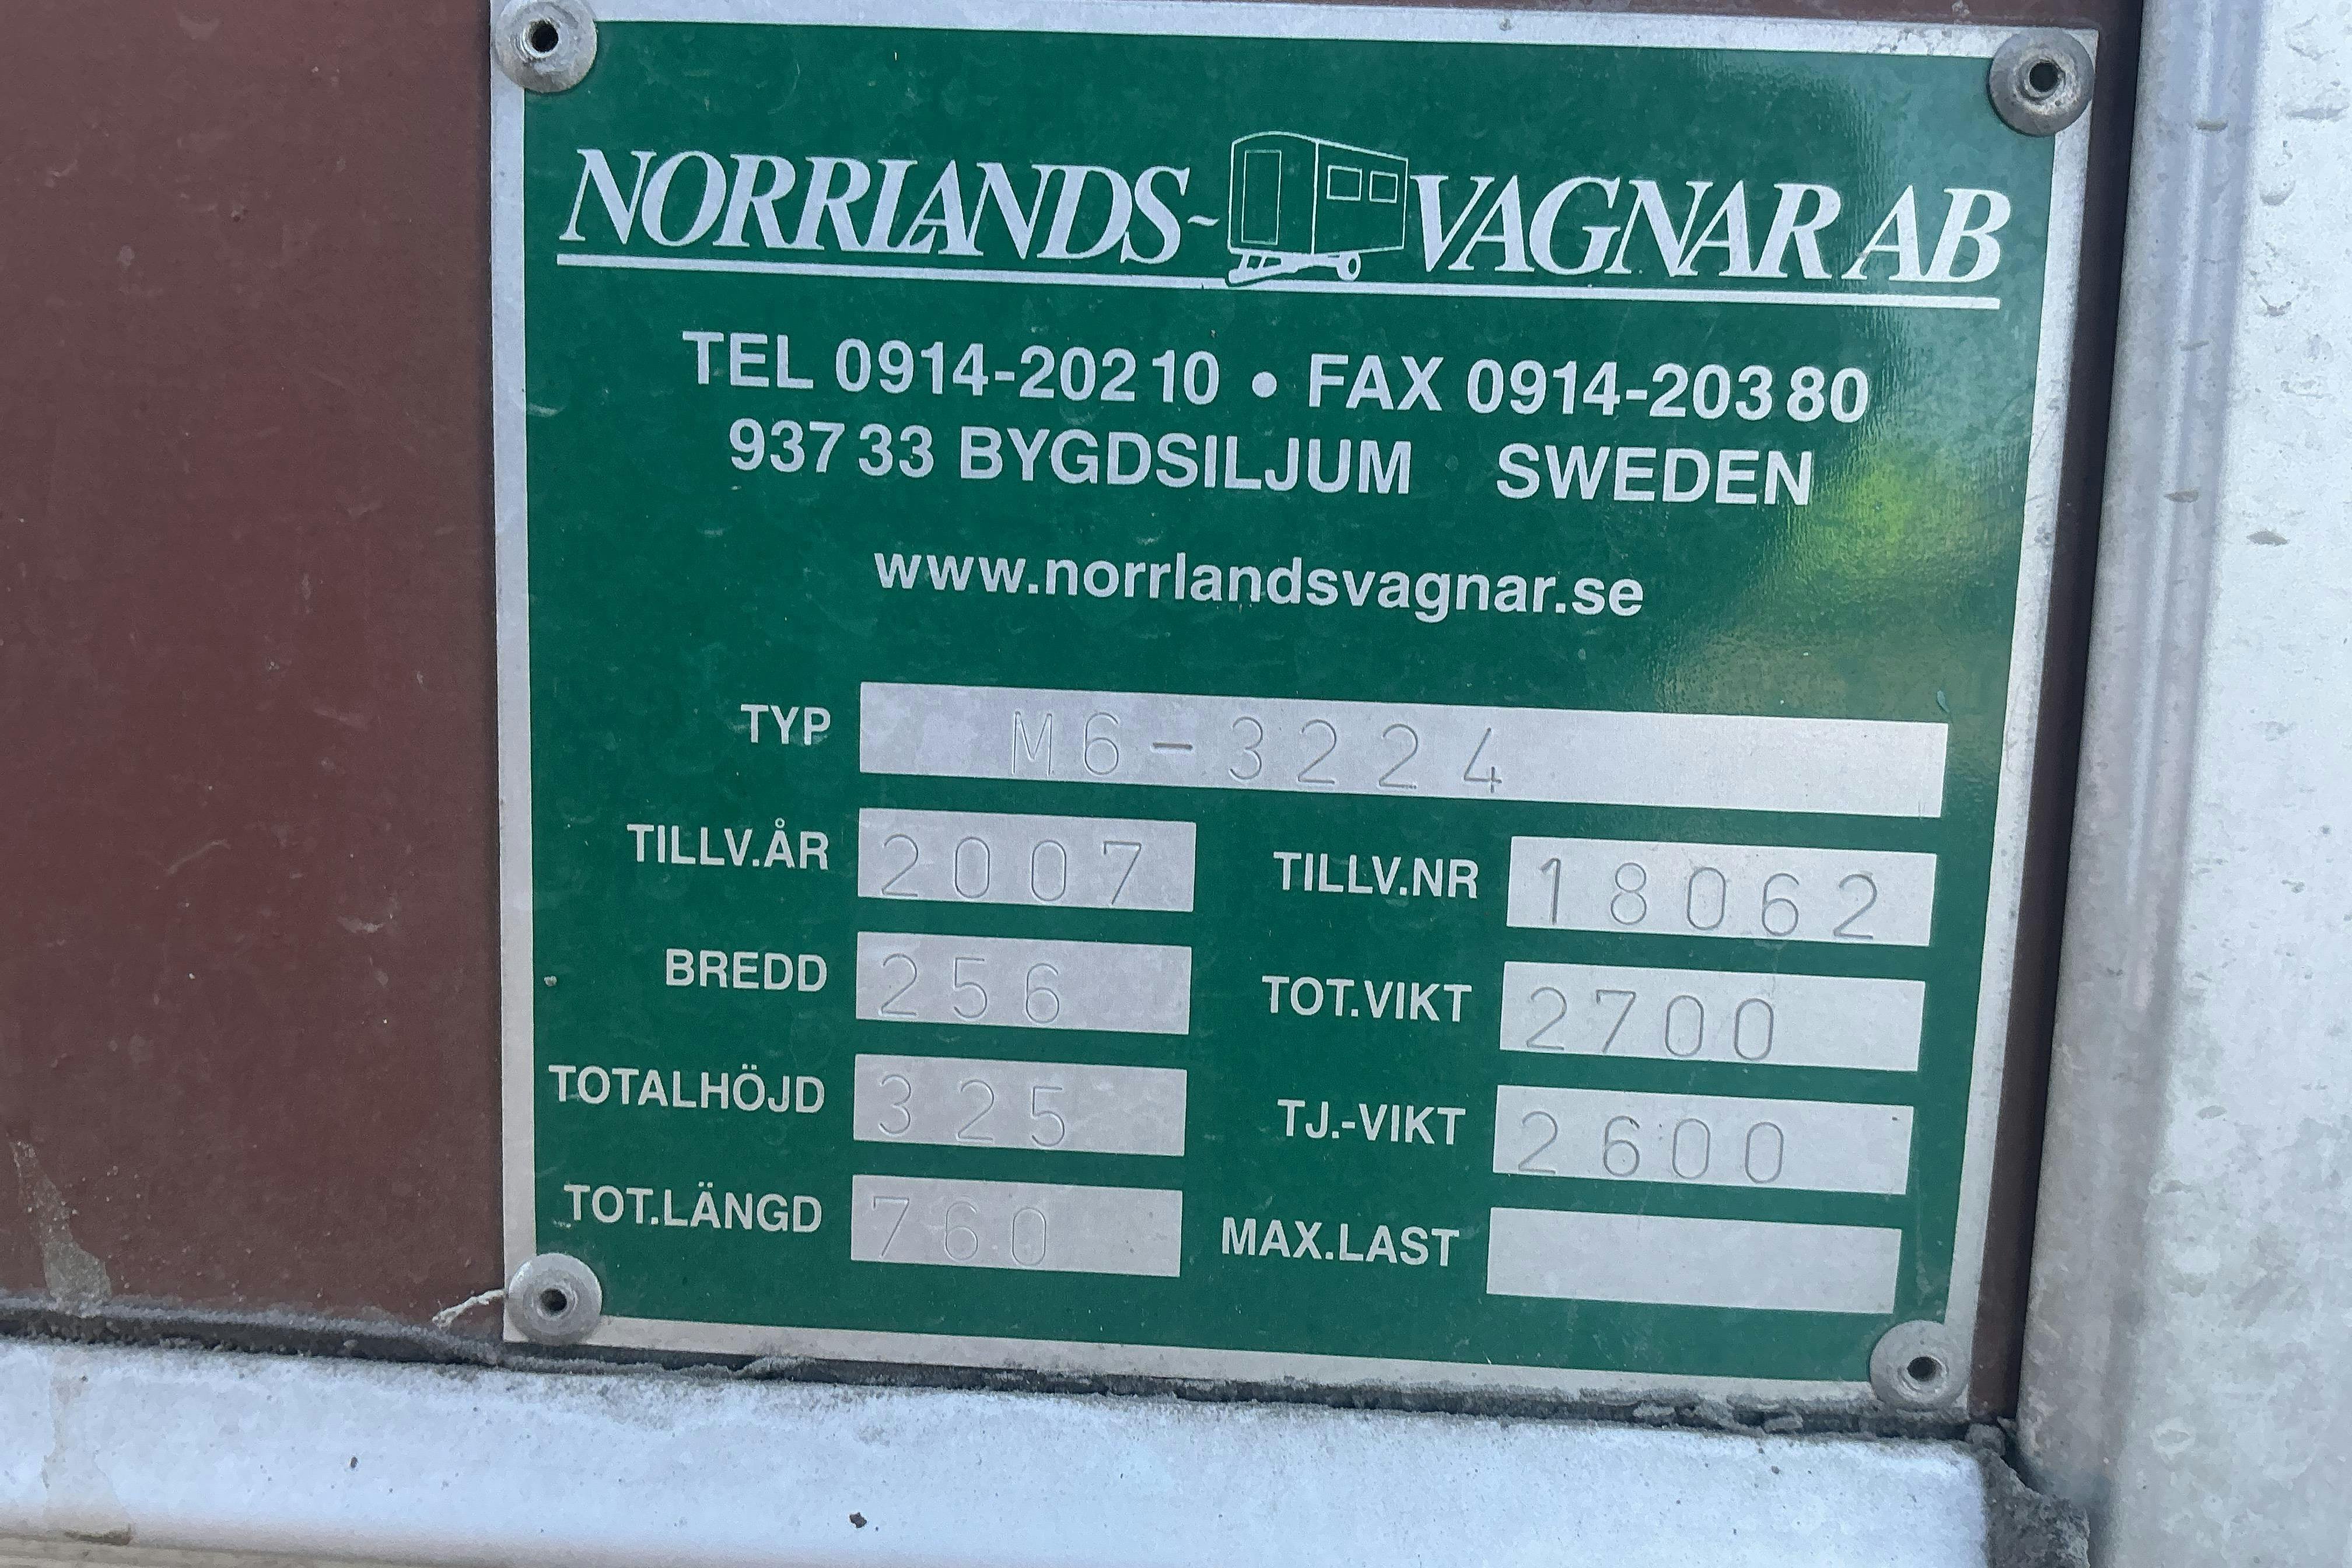 NORRLANDS-VAGNAR AB
TEL 0914-202 10 • FAX 0914-203 80
937 33 BYGDSILJUM SWEDEN
www.norrlandsvagnar.se
TYP M6-3224
TILLV.ÅR 2007 TILLV.NR 18062
BREDD 256 TOT.VIKT 2700
TOTALHÖJD 325 TJ.-VIKT 2600
TOT.LÄNGD 760 MAX.LAST